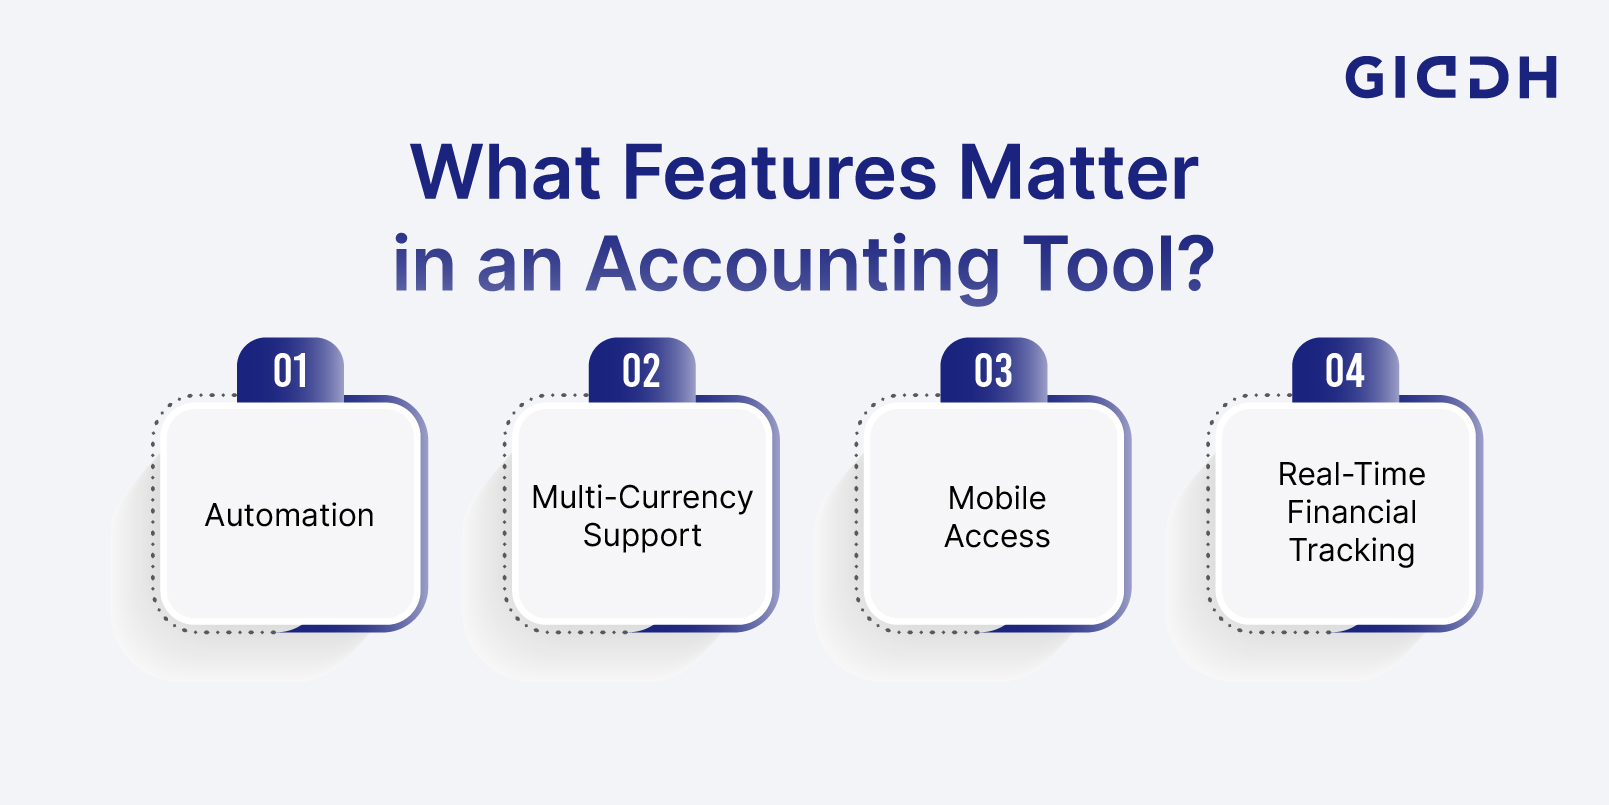 GICDH
What Features Matter
in an Accounting Tool?
01
02
03
04
Automation
Multi-Currency
Support
Mobile
Access
Real-Time
Financial
Tracking